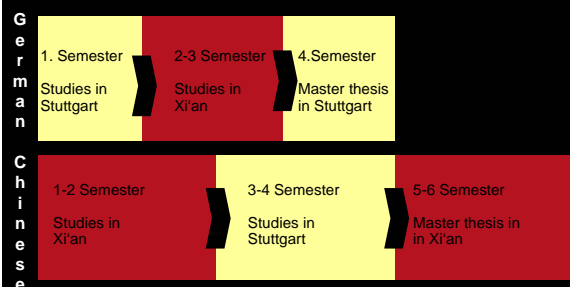 German
1. Semester
Studies in
Stuttgart
2-3 Semester
Studies in
Xi'an
4.Semester
Master thesis
in Stuttgart
Chinese
1-2 Semester
Studies in
Xi'an
3-4 Semester
Studies in
Stuttgart
5-6 Semester
Master thesis in
in Xi'an